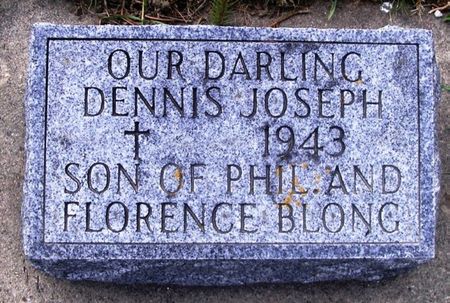 OUR DARLING
DENNIS JOSEPH
† 1943
SON OF PHIL. AND
FLORENCE BLONG